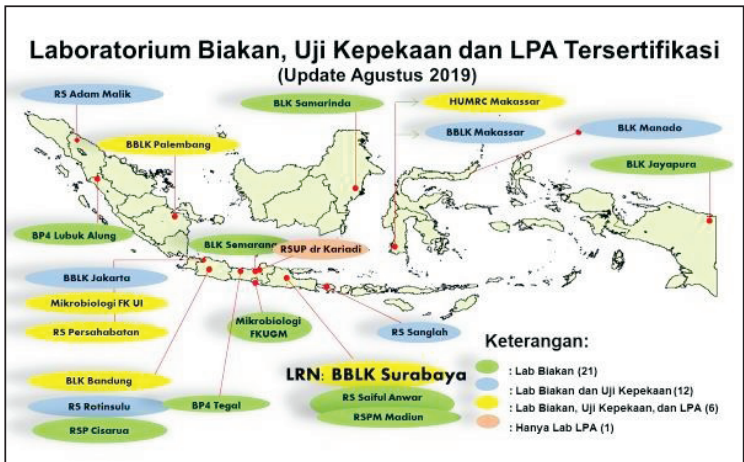 Laboratorium Biakan, Uji Kepekaan dan LPA Tersertifikasi
(Update Agustus 2019)
RS Adam Malik
BLK Samarinda
HUMRC Makassar
BBLK Palembang
BBLK Makassar
BLK Manado
BLK Jayapura
BP4 Lubuk Alung
BLK Semarang
RSUP dr Kariadi
BBLK Jakarta
Mikrobiologi FK UI
RS Persahabatan
Mikrobiologi
FKUGM
RS Sanglah
BLK Bandung
RS Rotinsulu
RSP Cisarua
BP4 Tegal
LRN: BBLK Surabaya
RS Saiful Anwar
RSPM Madiun
Keterangan:
: Lab Biakan (21)
: Lab Biakan dan Uji Kepekaan (12)
: Lab Biakan, Uji Kepekaan, dan LPA (6)
: Hanya Lab LPA (1)